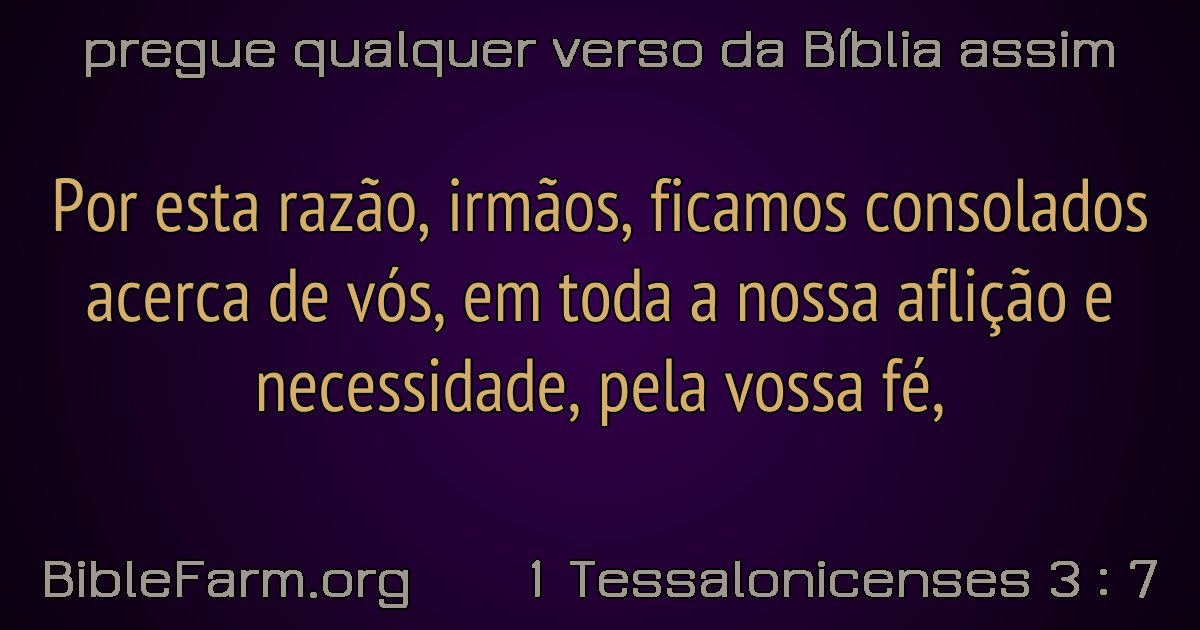 pregue qualquer verso da Bíblia assim
Por esta razão, irmãos, ficamos consolados
acerca de vós, em toda a nossa aflição e
necessidade, pela vossa fé,
BibleFarm.org 1 Tessalonicenses 3 : 7